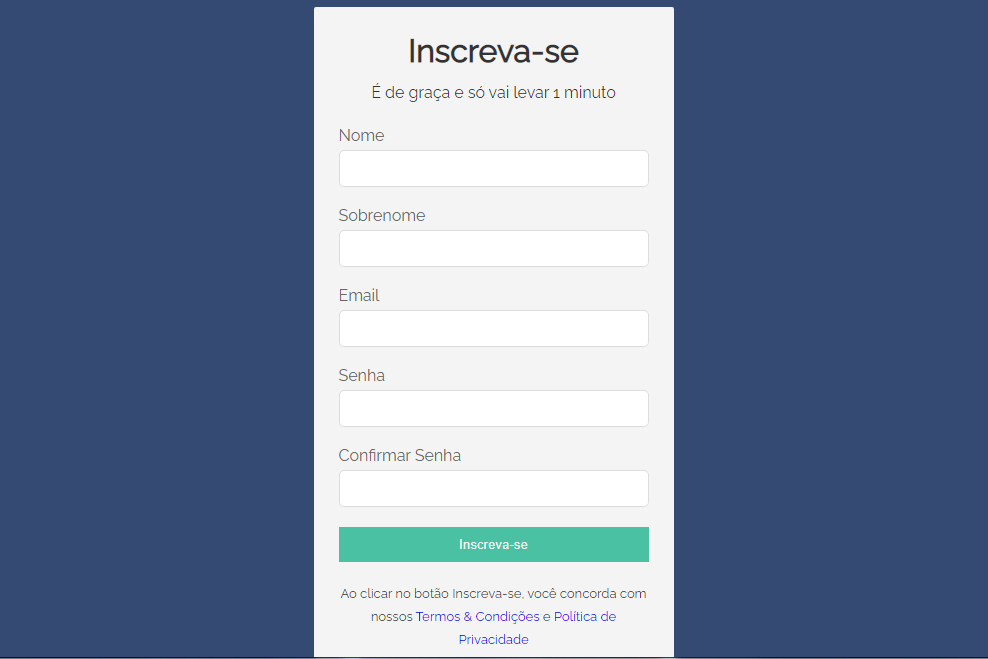 Inscreva-se
É de graça e só vai levar 1 minuto
Nome
Sobrenome
Email
Senha
Confirmar Senha
Inscreva-se
Ao clicar no botão Inscreva-se, você concorda com
nossos Termos & Condições e Política de
Privacidade